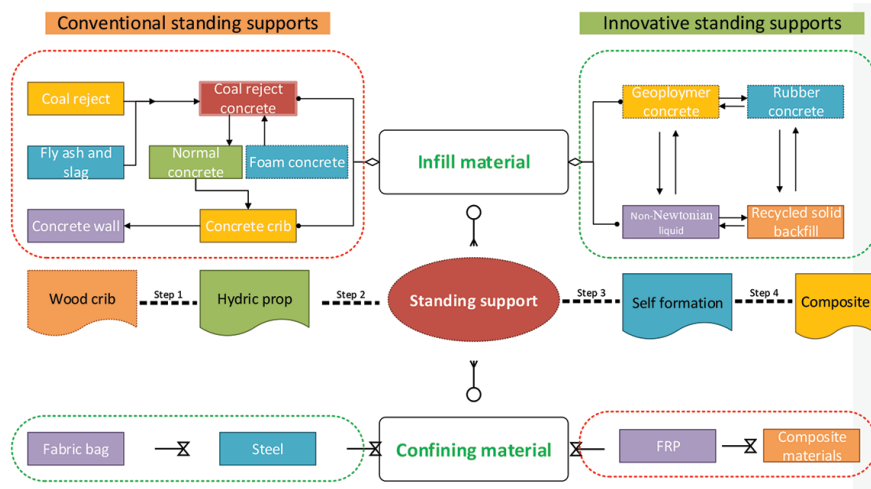 Conventional standing supports
Innovative standing supports
Coal reject
Coal reject
concrete
Fly ash and
slag
Normal
concrete
Foam concrete
Concrete wall
Concrete crib
Infill material
Geoploymer
concrete
Rubber
concrete
Non-Newtonian
liquid
Recycled solid
backfill
Wood crib
Step 1
Hydric prop
Step 2
Standing support
Step 3
Self formation
Step 4
Composite
Fabric bag
Steel
Confining material
FRP
Composite
materials